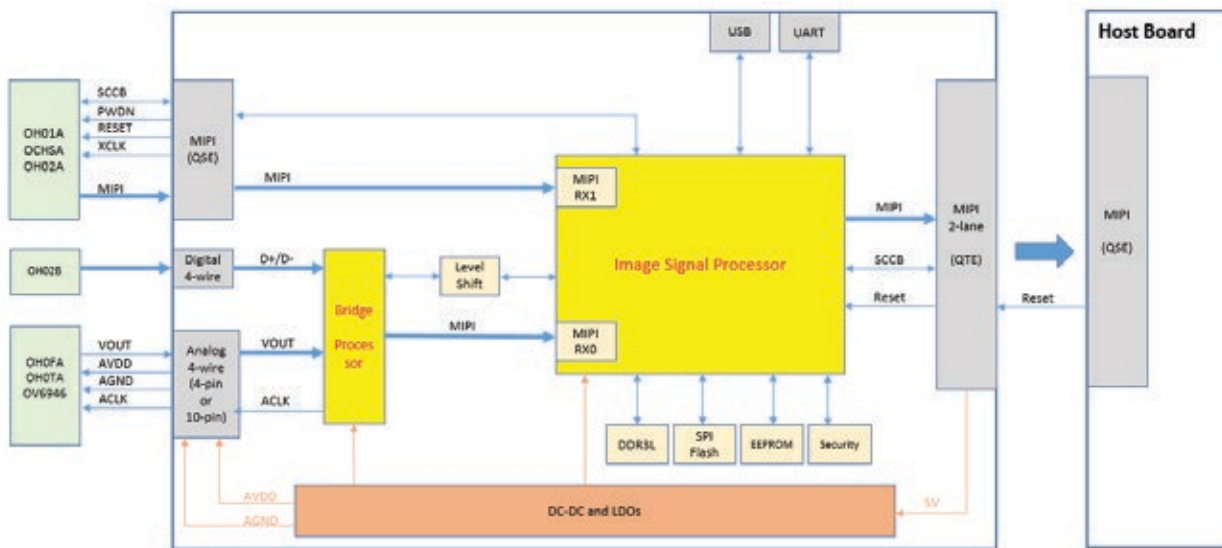 USB
UART
Host Board
SCCB
PWDN
RESET
XCLK
MIPI
OH01A
OCHSA
OH02A
MIPI
(QSE)
MIPI
MIPI
RX1
Image Signal Processor
MIPI
SCCB
Reset
MIPI
2-lane
(QTE)
Reset
MIPI
(QSE)
OH02B
Digital
4-wire
D+/D-
Bridge
Proces
sor
Level
Shift
MIPI
MIPI
RX0
OH0FA
OH0TA
OV6946
VOUT
AVDD
AGND
ACLK
Analog
4-wire
(4-pin
or
10-pin)
VOUT
ACLK
DDR3L
SPI
Flash
EEPROM
Security
AVDD
AGND
DC-DC and LDOs
5V